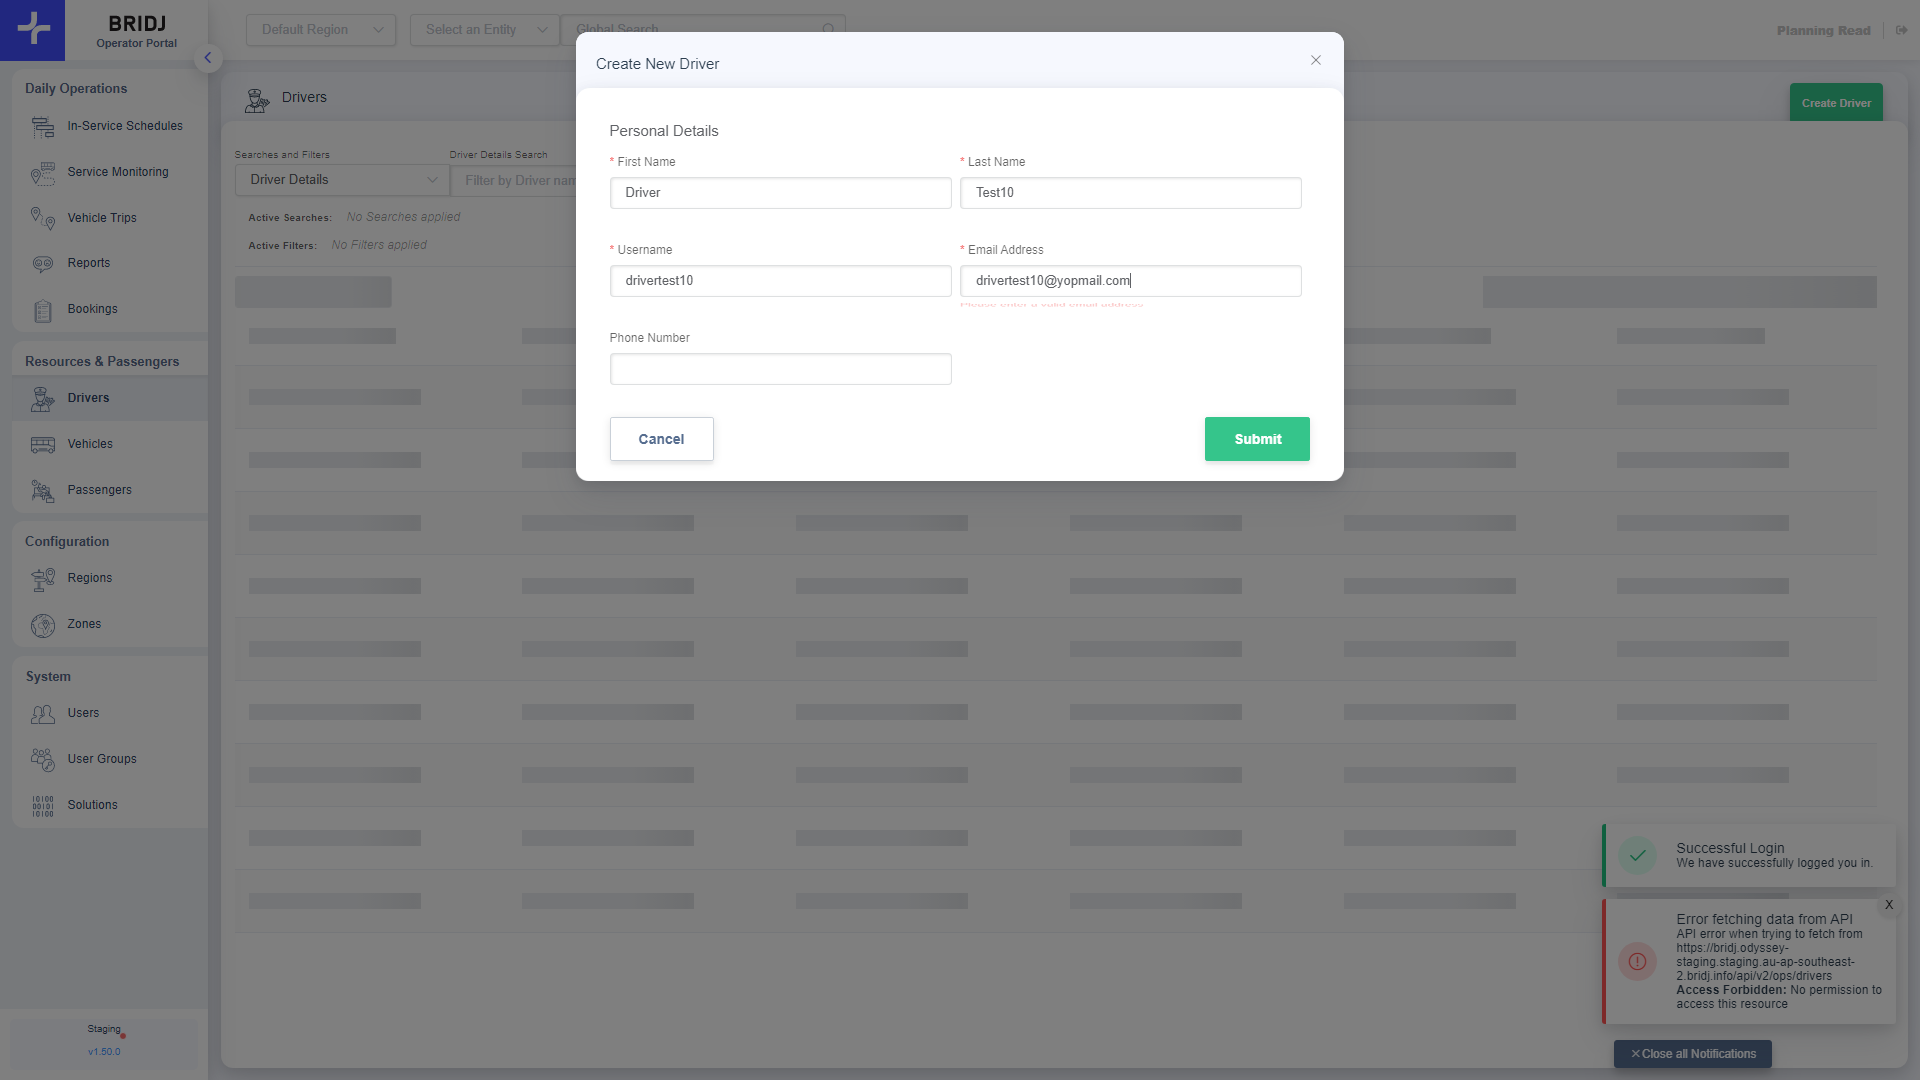 BRIDJ
Operator Portal
Default Region
Select an Entity
Global Search
Planning Read
Daily Operations
In-Service Schedules
Service Monitoring
Vehicle Trips
Reports
Bookings
Resources & Passengers
Drivers
Vehicles
Passengers
Configuration
Regions
Zones
System
Users
User Groups
Solutions
Staging
v1.50.0
Drivers
Create Driver
Searches and Filters
Driver Details Search
Driver Details
Filter by Driver nam
Active Searches: No Searches applied
Active Filters: No Filters applied
Create New Driver
Personal Details
* First Name
* Last Name
Driver
Test10
* Username
* Email Address
drivertest10
drivertest10@yopmail.com
Please enter a valid email address
Phone Number
Cancel
Submit
Successful Login
We have successfully logged you in.
X
Error fetching data from API
API error when trying to fetch from
https://bridj.odyssey-
staging.staging.au-ap-southeast-
2.bridj.info/api/v2/ops/drivers
Access Forbidden: No permission to
access this resource
Close all Notifications